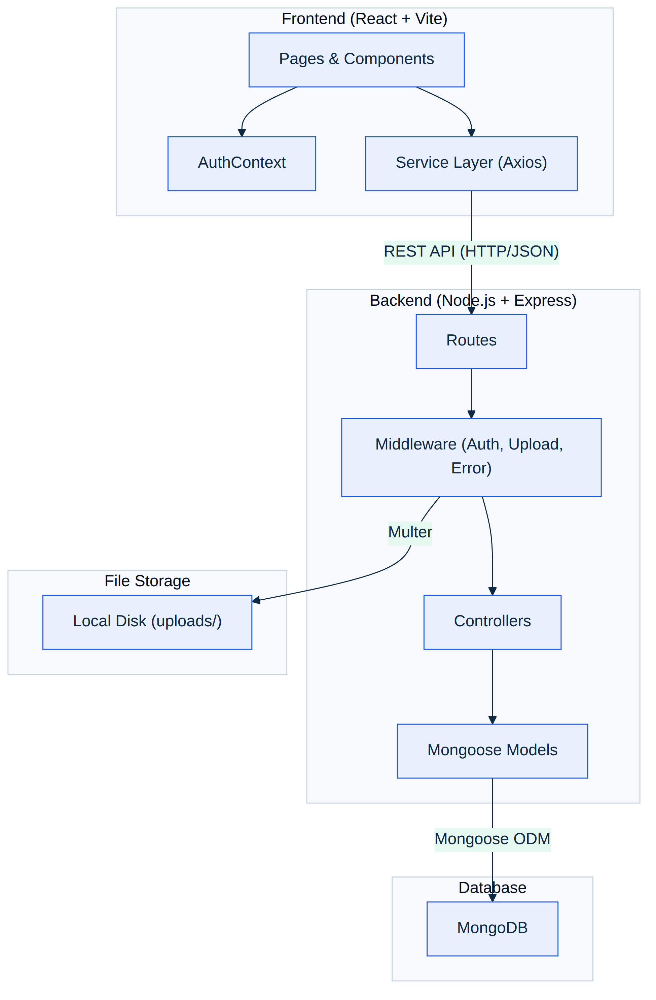 Frontend (React + Vite)
Pages & Components
AuthContext
Service Layer (Axios)
REST API (HTTP/JSON)
Backend (Node.js + Express)
Routes
Middleware (Auth, Upload,
Error)
Multer
File Storage
Local Disk (uploads/)
Controllers
Mongoose Models
Mongoose ODM
Database
MongoDB